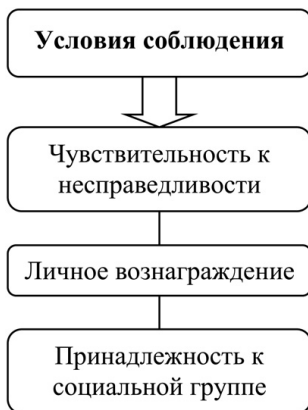 Условия соблюдения
Чувствительность к
несправедливости
Личное вознаграждение
Принадлежность к
социальной группе